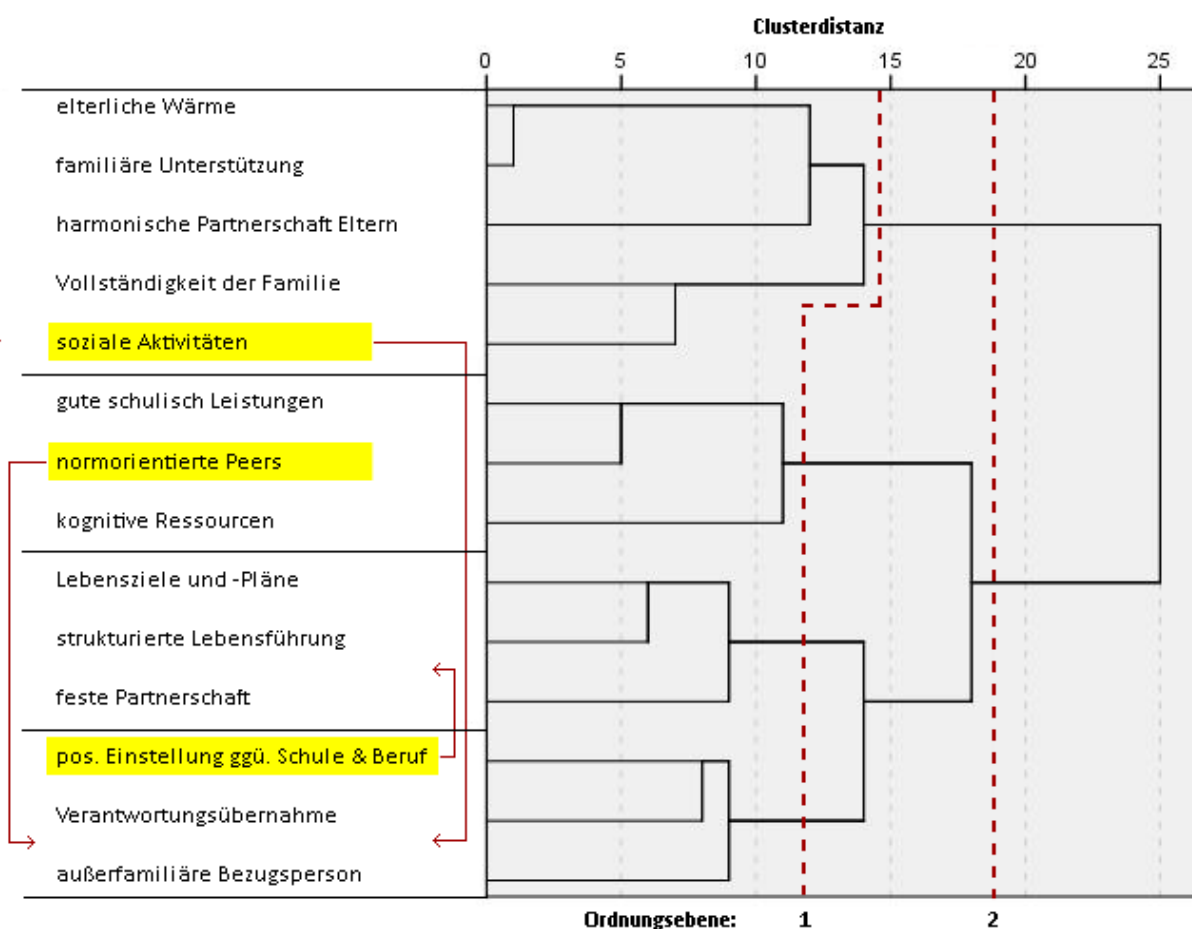 Clusterdistanz
0 5 10 15 20 25
elterliche Wärme
familiäre Unterstützung
harmonische Partnerschaft Eltern
Vollständigkeit der Familie
soziale Aktivitäten
gute schulisch Leistungen
normorientierte Peers
kognitive Ressourcen
Lebensziele und -Pläne
strukturierte Lebensführung
feste Partnerschaft
pos. Einstellung ggü. Schule & Beruf
Verantwortungsübernahme
außerfamiliäre Bezugsperson
Ordnungsebene: 1 2